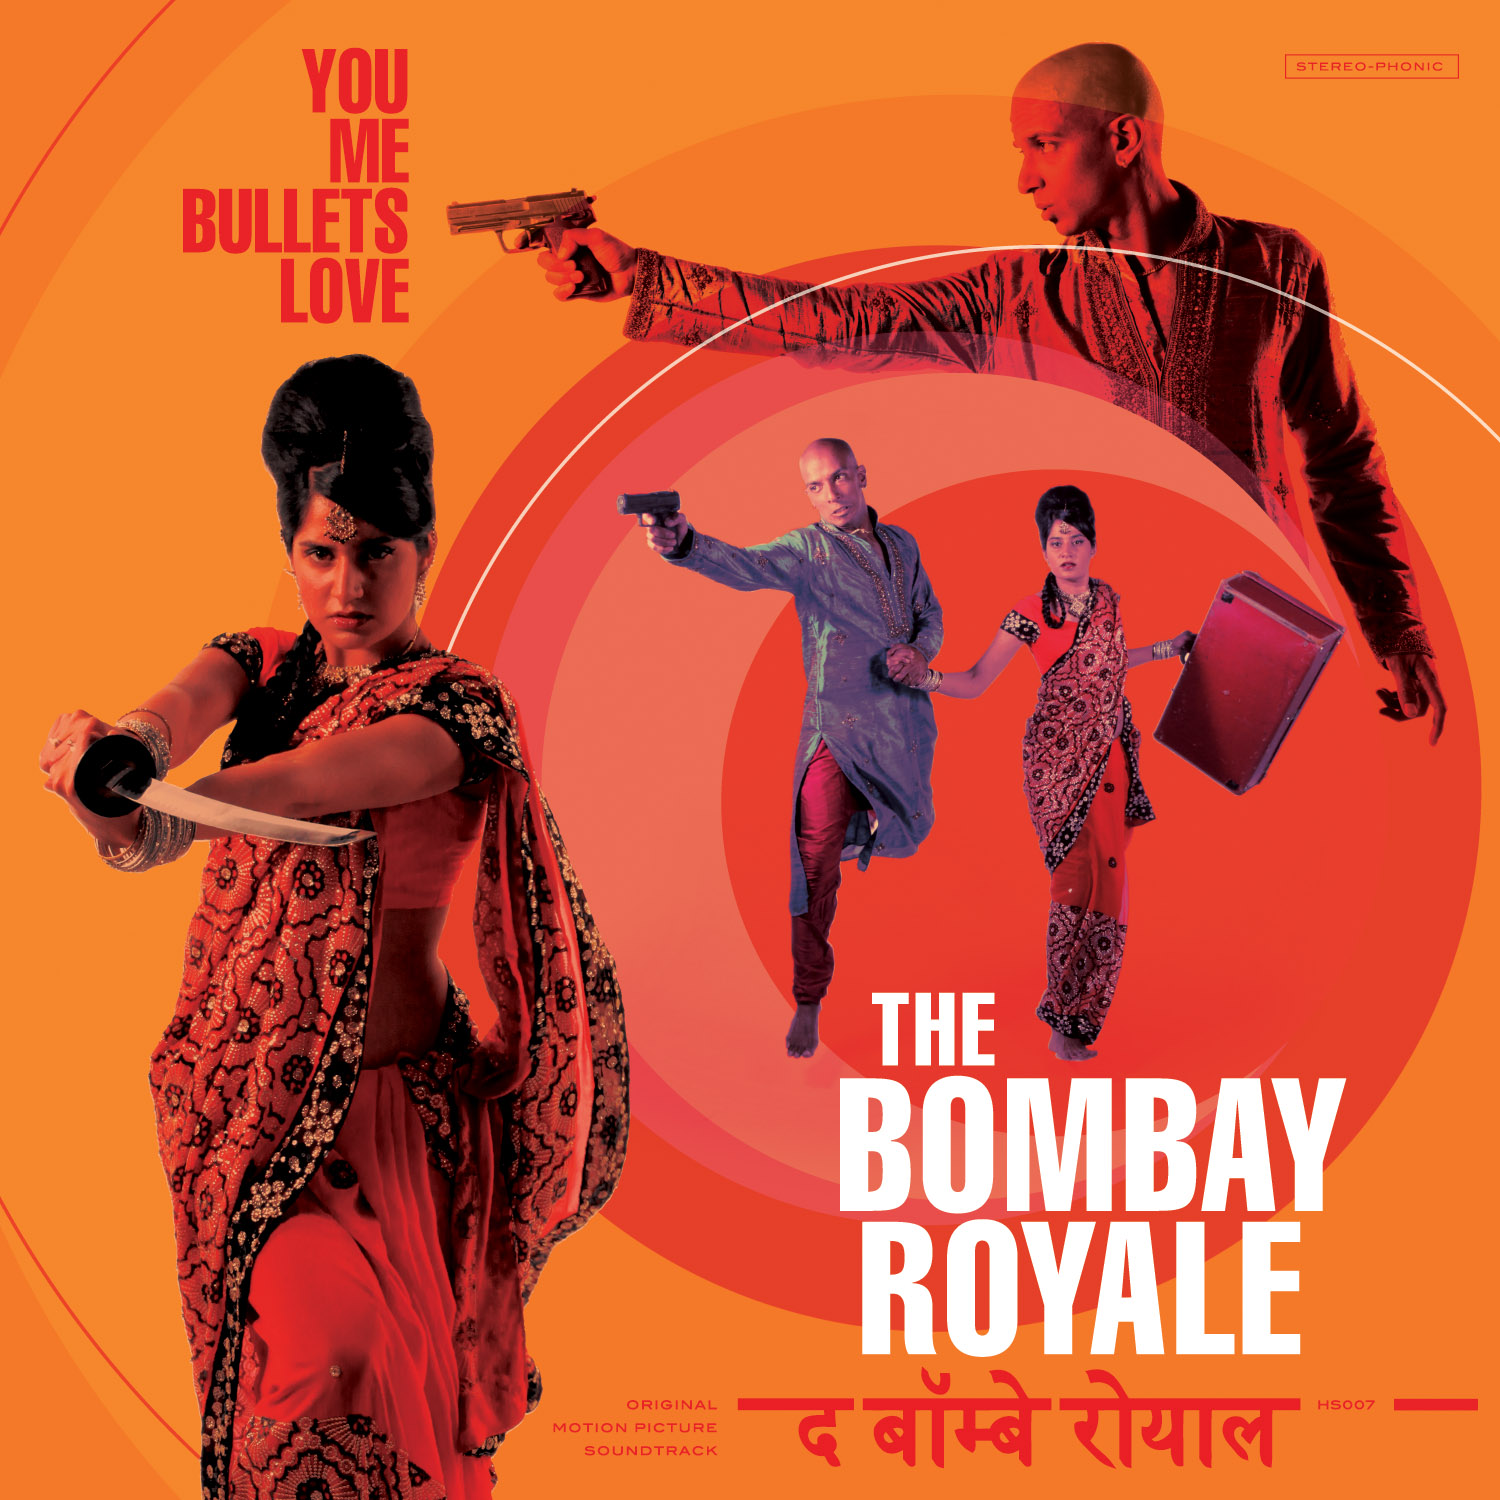 YOU
ME
BULLETS
LOVE
STEREO-PHONIC
THE
BOMBAY
ROYALE
ORIGINAL
MOTION PICTURE
SOUNDTRACK
द बॉम्बे रोयाल
HS007